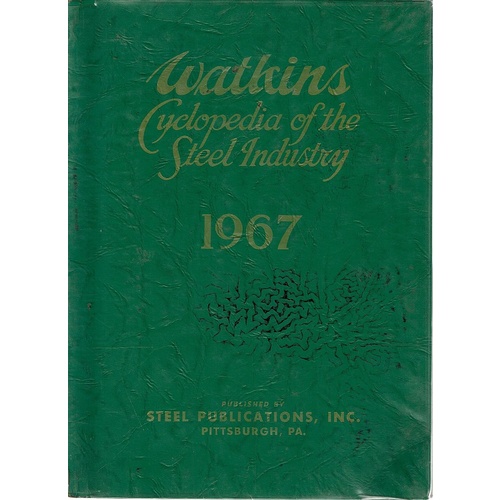 Watkins
Cyclopedia of the
Steel Industry
1967
PUBLISHED BY
STEEL PUBLICATIONS, INC.
PITTSBURGH, PA.